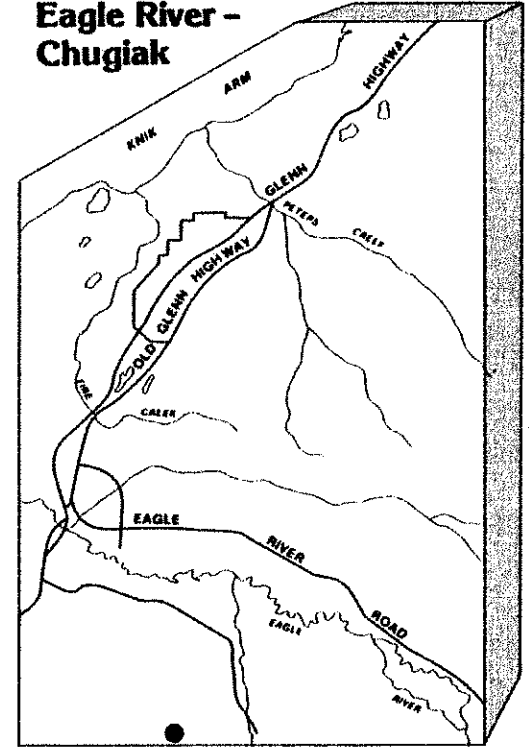 Eagle River –
Chugiak
KNIK ARM
GLENN HIGHWAY
PETERS CREEK
OLD GLENN HIGHWAY
FIRE CREEK
EAGLE RIVER ROAD
EAGLE RIVER